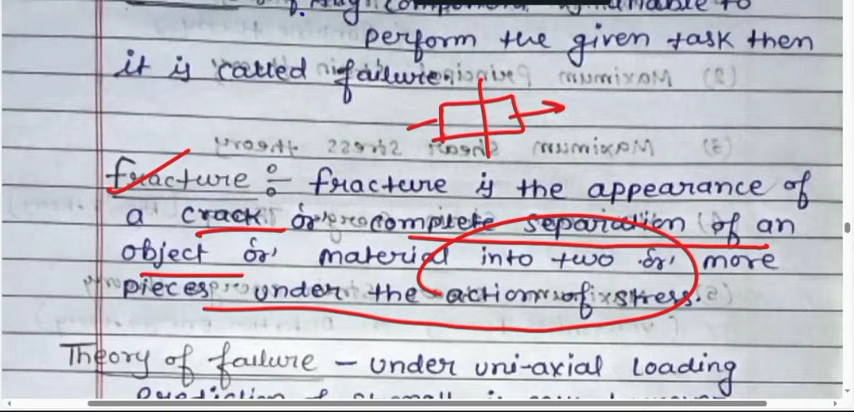 perform the given task then
it is called failure.
fracture :- fracture is the appearance of
a crack or complete separation of an
object or material into two or more
pieces under the action of stress.
Theory of failure - under uni-axial Loading